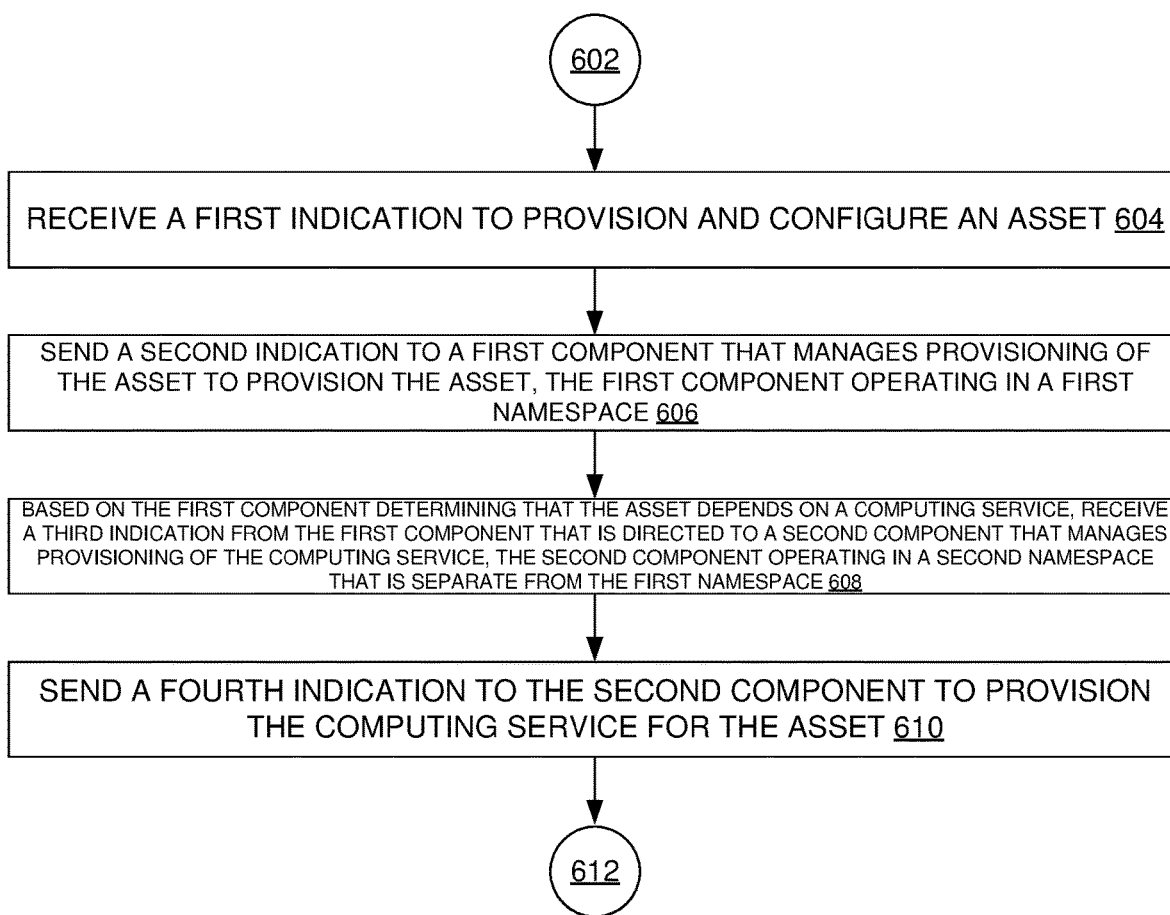 602
RECEIVE A FIRST INDICATION TO PROVISION AND CONFIGURE AN ASSET 604
SEND A SECOND INDICATION TO A FIRST COMPONENT THAT MANAGES PROVISIONING OF
THE ASSET TO PROVISION THE ASSET, THE FIRST COMPONENT OPERATING IN A FIRST
NAMESPACE 606
BASED ON THE FIRST COMPONENT DETERMINING THAT THE ASSET DEPENDS ON A COMPUTING SERVICE, RECEIVE
A THIRD INDICATION FROM THE FIRST COMPONENT THAT IS DIRECTED TO A SECOND COMPONENT THAT MANAGES
PROVISIONING OF THE COMPUTING SERVICE, THE SECOND COMPONENT OPERATING IN A SECOND NAMESPACE
THAT IS SEPARATE FROM THE FIRST NAMESPACE 608
SEND A FOURTH INDICATION TO THE SECOND COMPONENT TO PROVISION
THE COMPUTING SERVICE FOR THE ASSET 610
612